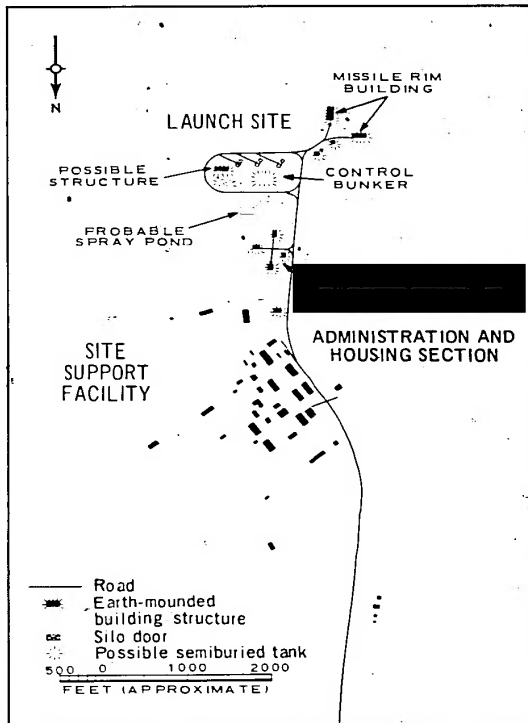 N
MISSILE RIM
BUILDING
LAUNCH SITE
POSSIBLE
STRUCTURE
CONTROL
BUNKER
PROBABLE
SPRAY POND
ADMINISTRATION AND
HOUSING SECTION
SITE
SUPPORT
FACILITY
Road
Earth-mounded
building structure
Silo door
Possible semiburied tank
500 0 1000 2000
FEET (APPROXIMATE)